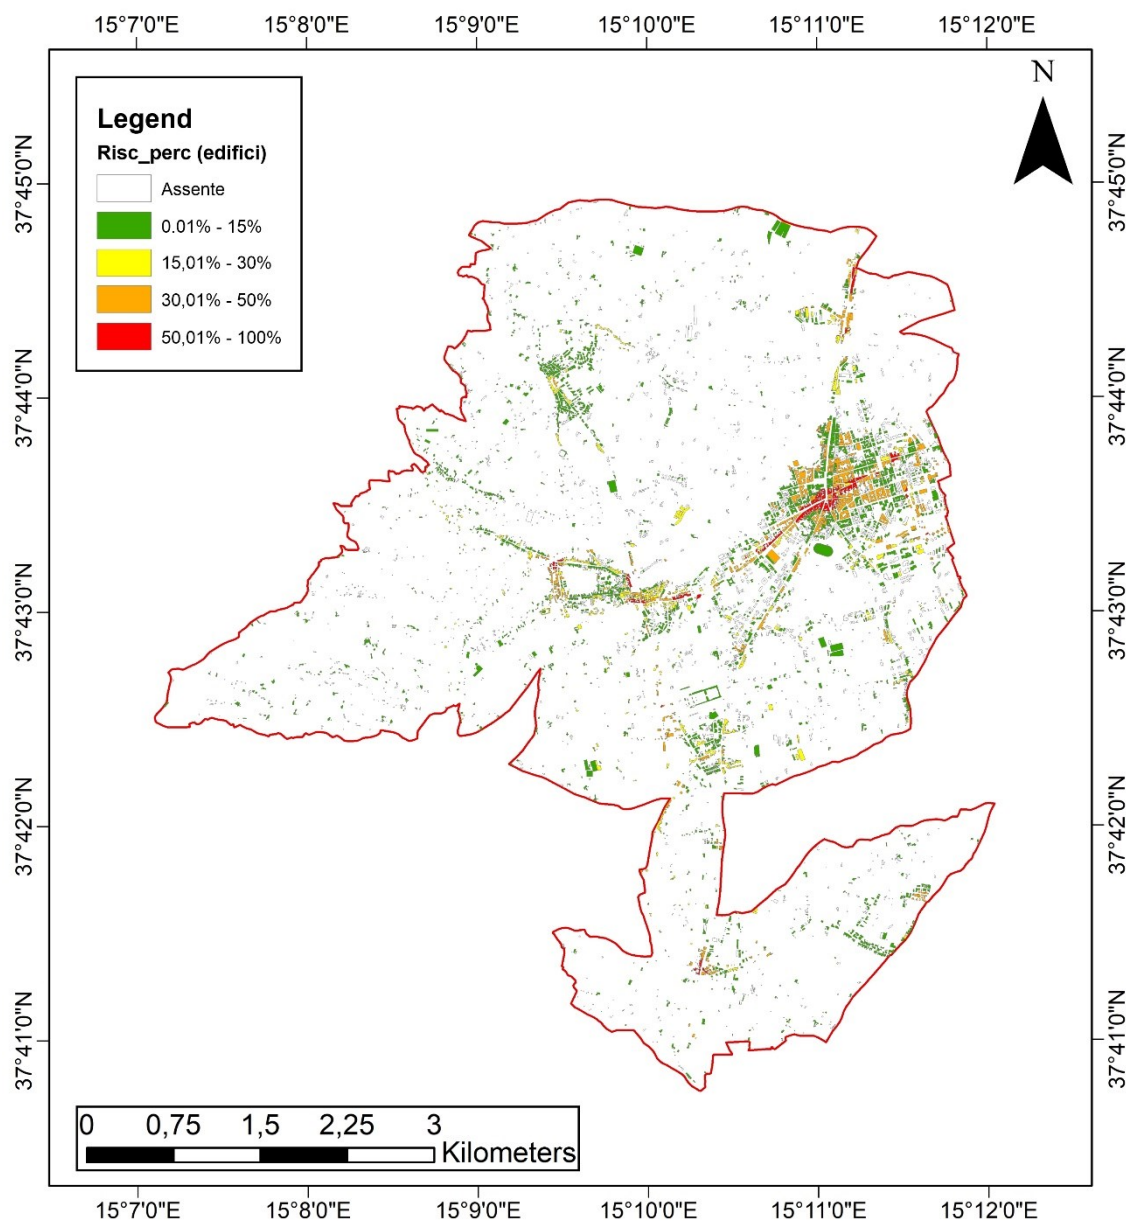 15°7'0"E 15°8'0"E 15°9'0"E 15°10'0"E 15°11'0"E 15°12'0"E
N
Legend
Risc_perc (edifici)
Assente
0.01% - 15%
15,01% - 30%
30,01% - 50%
50,01% - 100%
37°45'0"N 37°45'0"N
37°44'0"N 37°44'0"N
37°43'0"N 37°43'0"N
37°42'0"N 37°42'0"N
37°41'0"N 37°41'0"N
0 0,75 1,5 2,25 3
Kilometers
15°7'0"E 15°8'0"E 15°9'0"E 15°10'0"E 15°11'0"E 15°12'0"E